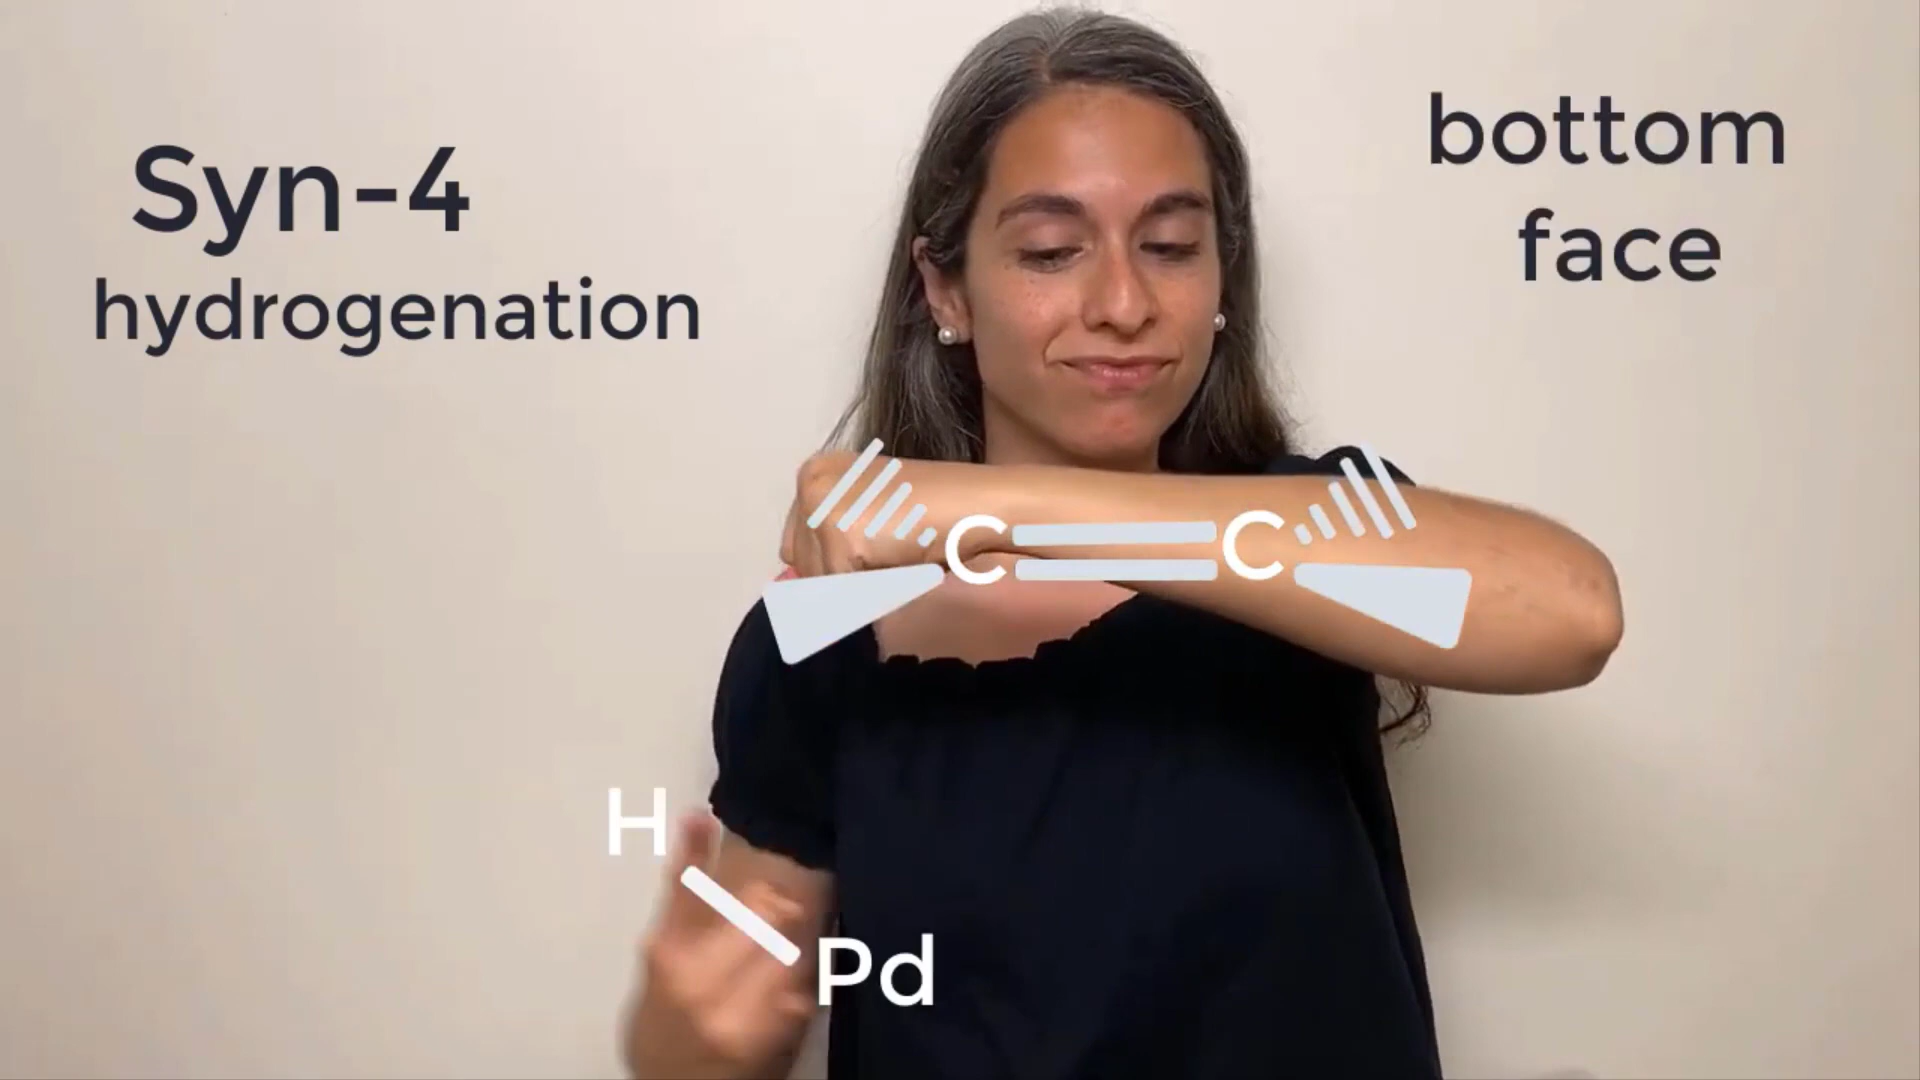 Syn-4
hydrogenation
bottom
face
C C
H
Pd